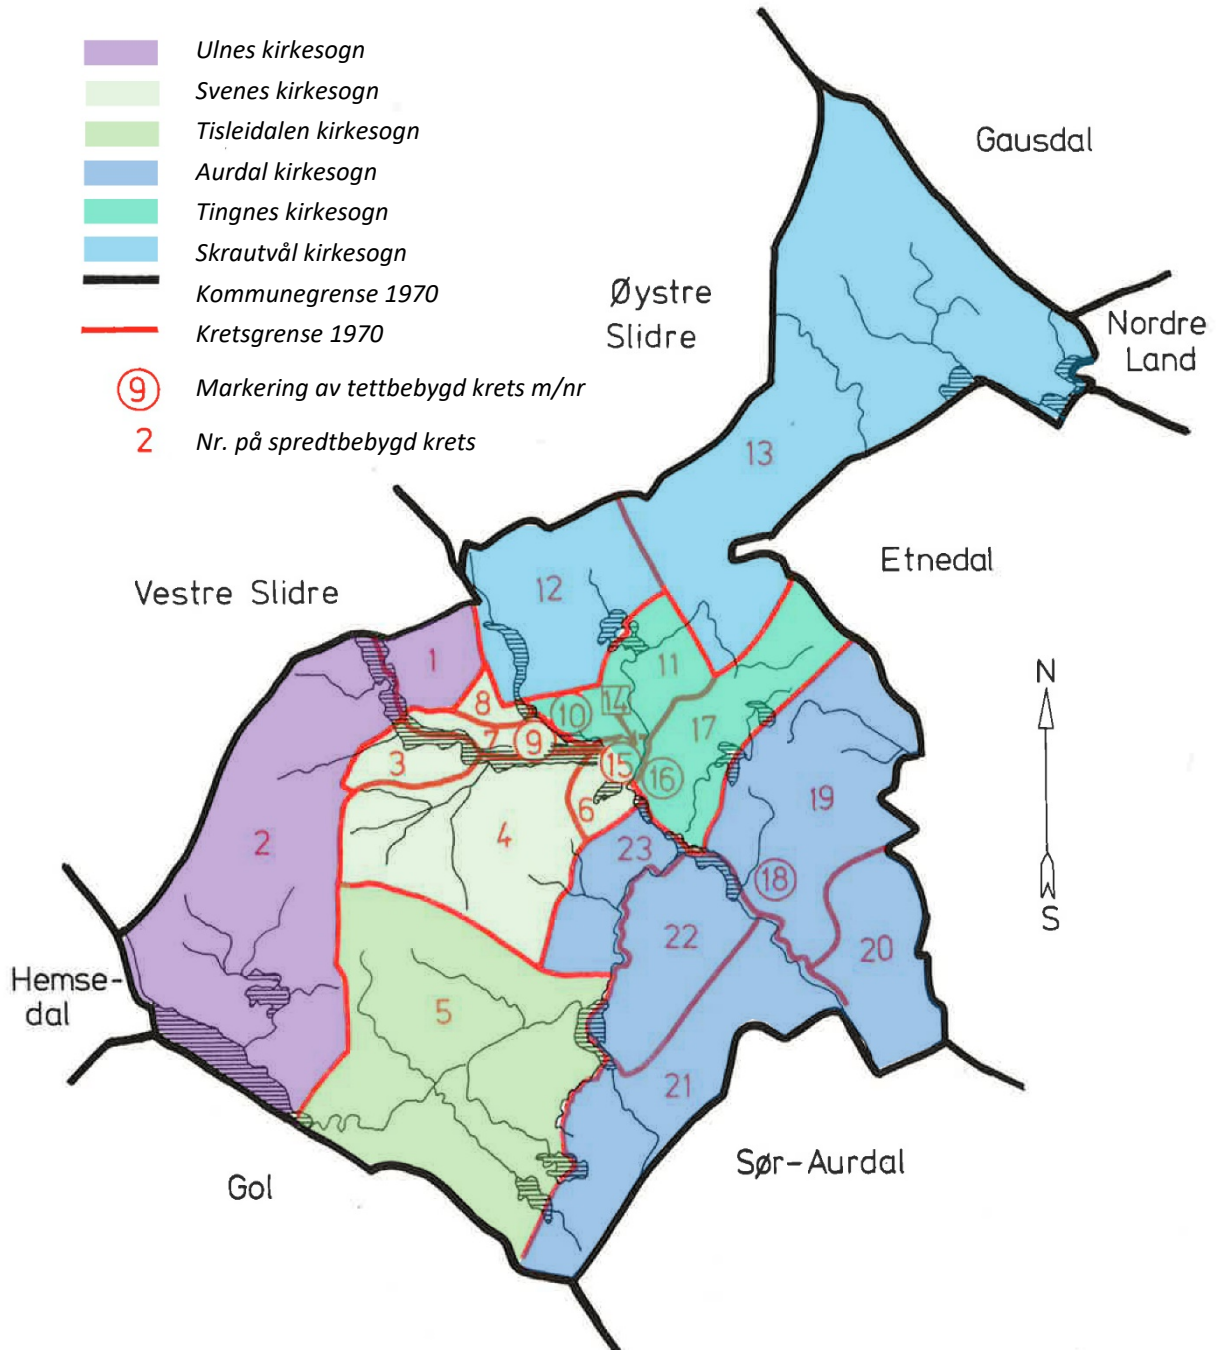 Ulnes kirkesogn
Svenes kirkesogn
Tisleidalen kirkesogn
Aurdal kirkesogn
Tingnes kirkesogn
Skrautvål kirkesogn
Kommunegrense 1970
Kretsgrense 1970
9 Markering av tettbebygd krets m/nr
2 Nr. på spredtbebygd krets
Gausdal
Øystre
Slidre
Nordre
Land
13
Etnedal
Vestre Slidre
12
1
11
8
10
14
17
7
9
3
15
16
6
19
4
2
23
18
22
20
Hemse-
dal
5
21
Sør-Aurdal
Gol
N
S